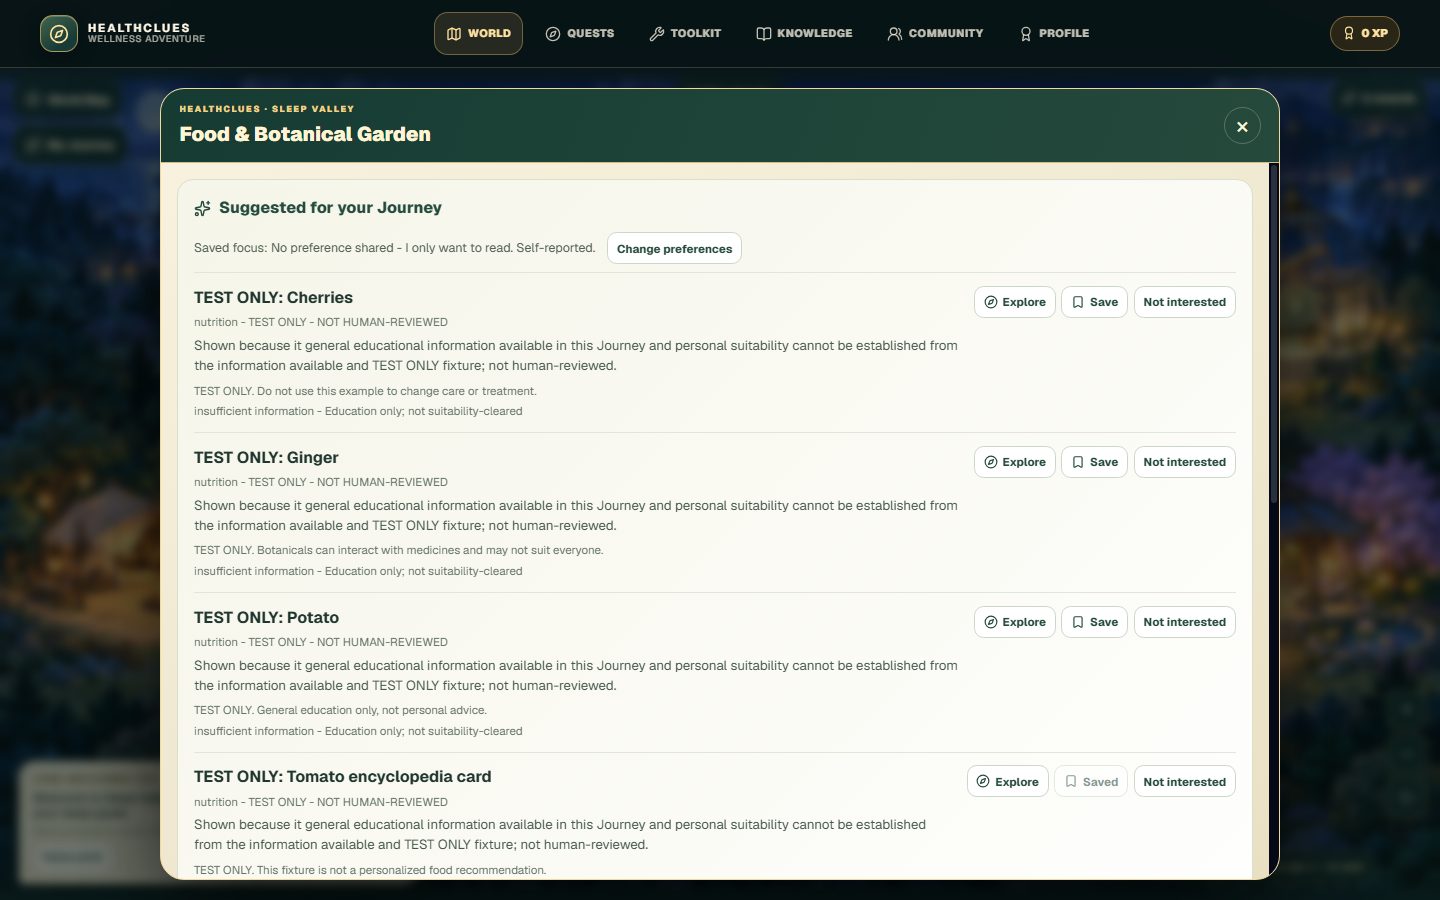 HEALTHCLUES
WELLNESS ADVENTURE
WORLD
QUESTS
TOOLKIT
KNOWLEDGE
COMMUNITY
PROFILE
0 XP
HEALTHCLUES · SLEEP VALLEY
Food & Botanical Garden
Suggested for your Journey
Saved focus: No preference shared - I only want to read. Self-reported.
Change preferences
TEST ONLY: Cherries
Explore
Save
Not interested
nutrition - TEST ONLY - NOT HUMAN-REVIEWED
Shown because it general educational information available in this Journey and personal suitability cannot be established from
the information available and TEST ONLY fixture; not human-reviewed.
TEST ONLY. Do not use this example to change care or treatment.
insufficient information - Education only; not suitability-cleared
TEST ONLY: Ginger
Explore
Save
Not interested
nutrition - TEST ONLY - NOT HUMAN-REVIEWED
Shown because it general educational information available in this Journey and personal suitability cannot be established from
the information available and TEST ONLY fixture; not human-reviewed.
TEST ONLY. Botanicals can interact with medicines and may not suit everyone.
insufficient information - Education only; not suitability-cleared
TEST ONLY: Potato
Explore
Save
Not interested
nutrition - TEST ONLY - NOT HUMAN-REVIEWED
Shown because it general educational information available in this Journey and personal suitability cannot be established from
the information available and TEST ONLY fixture; not human-reviewed.
TEST ONLY. General education only, not personal advice.
insufficient information - Education only; not suitability-cleared
TEST ONLY: Tomato encyclopedia card
Explore
Saved
Not interested
nutrition - TEST ONLY - NOT HUMAN-REVIEWED
Shown because it general educational information available in this Journey and personal suitability cannot be established
from the information available and TEST ONLY fixture; not human-reviewed.
TEST ONLY. This fixture is not a personalized food recommendation.